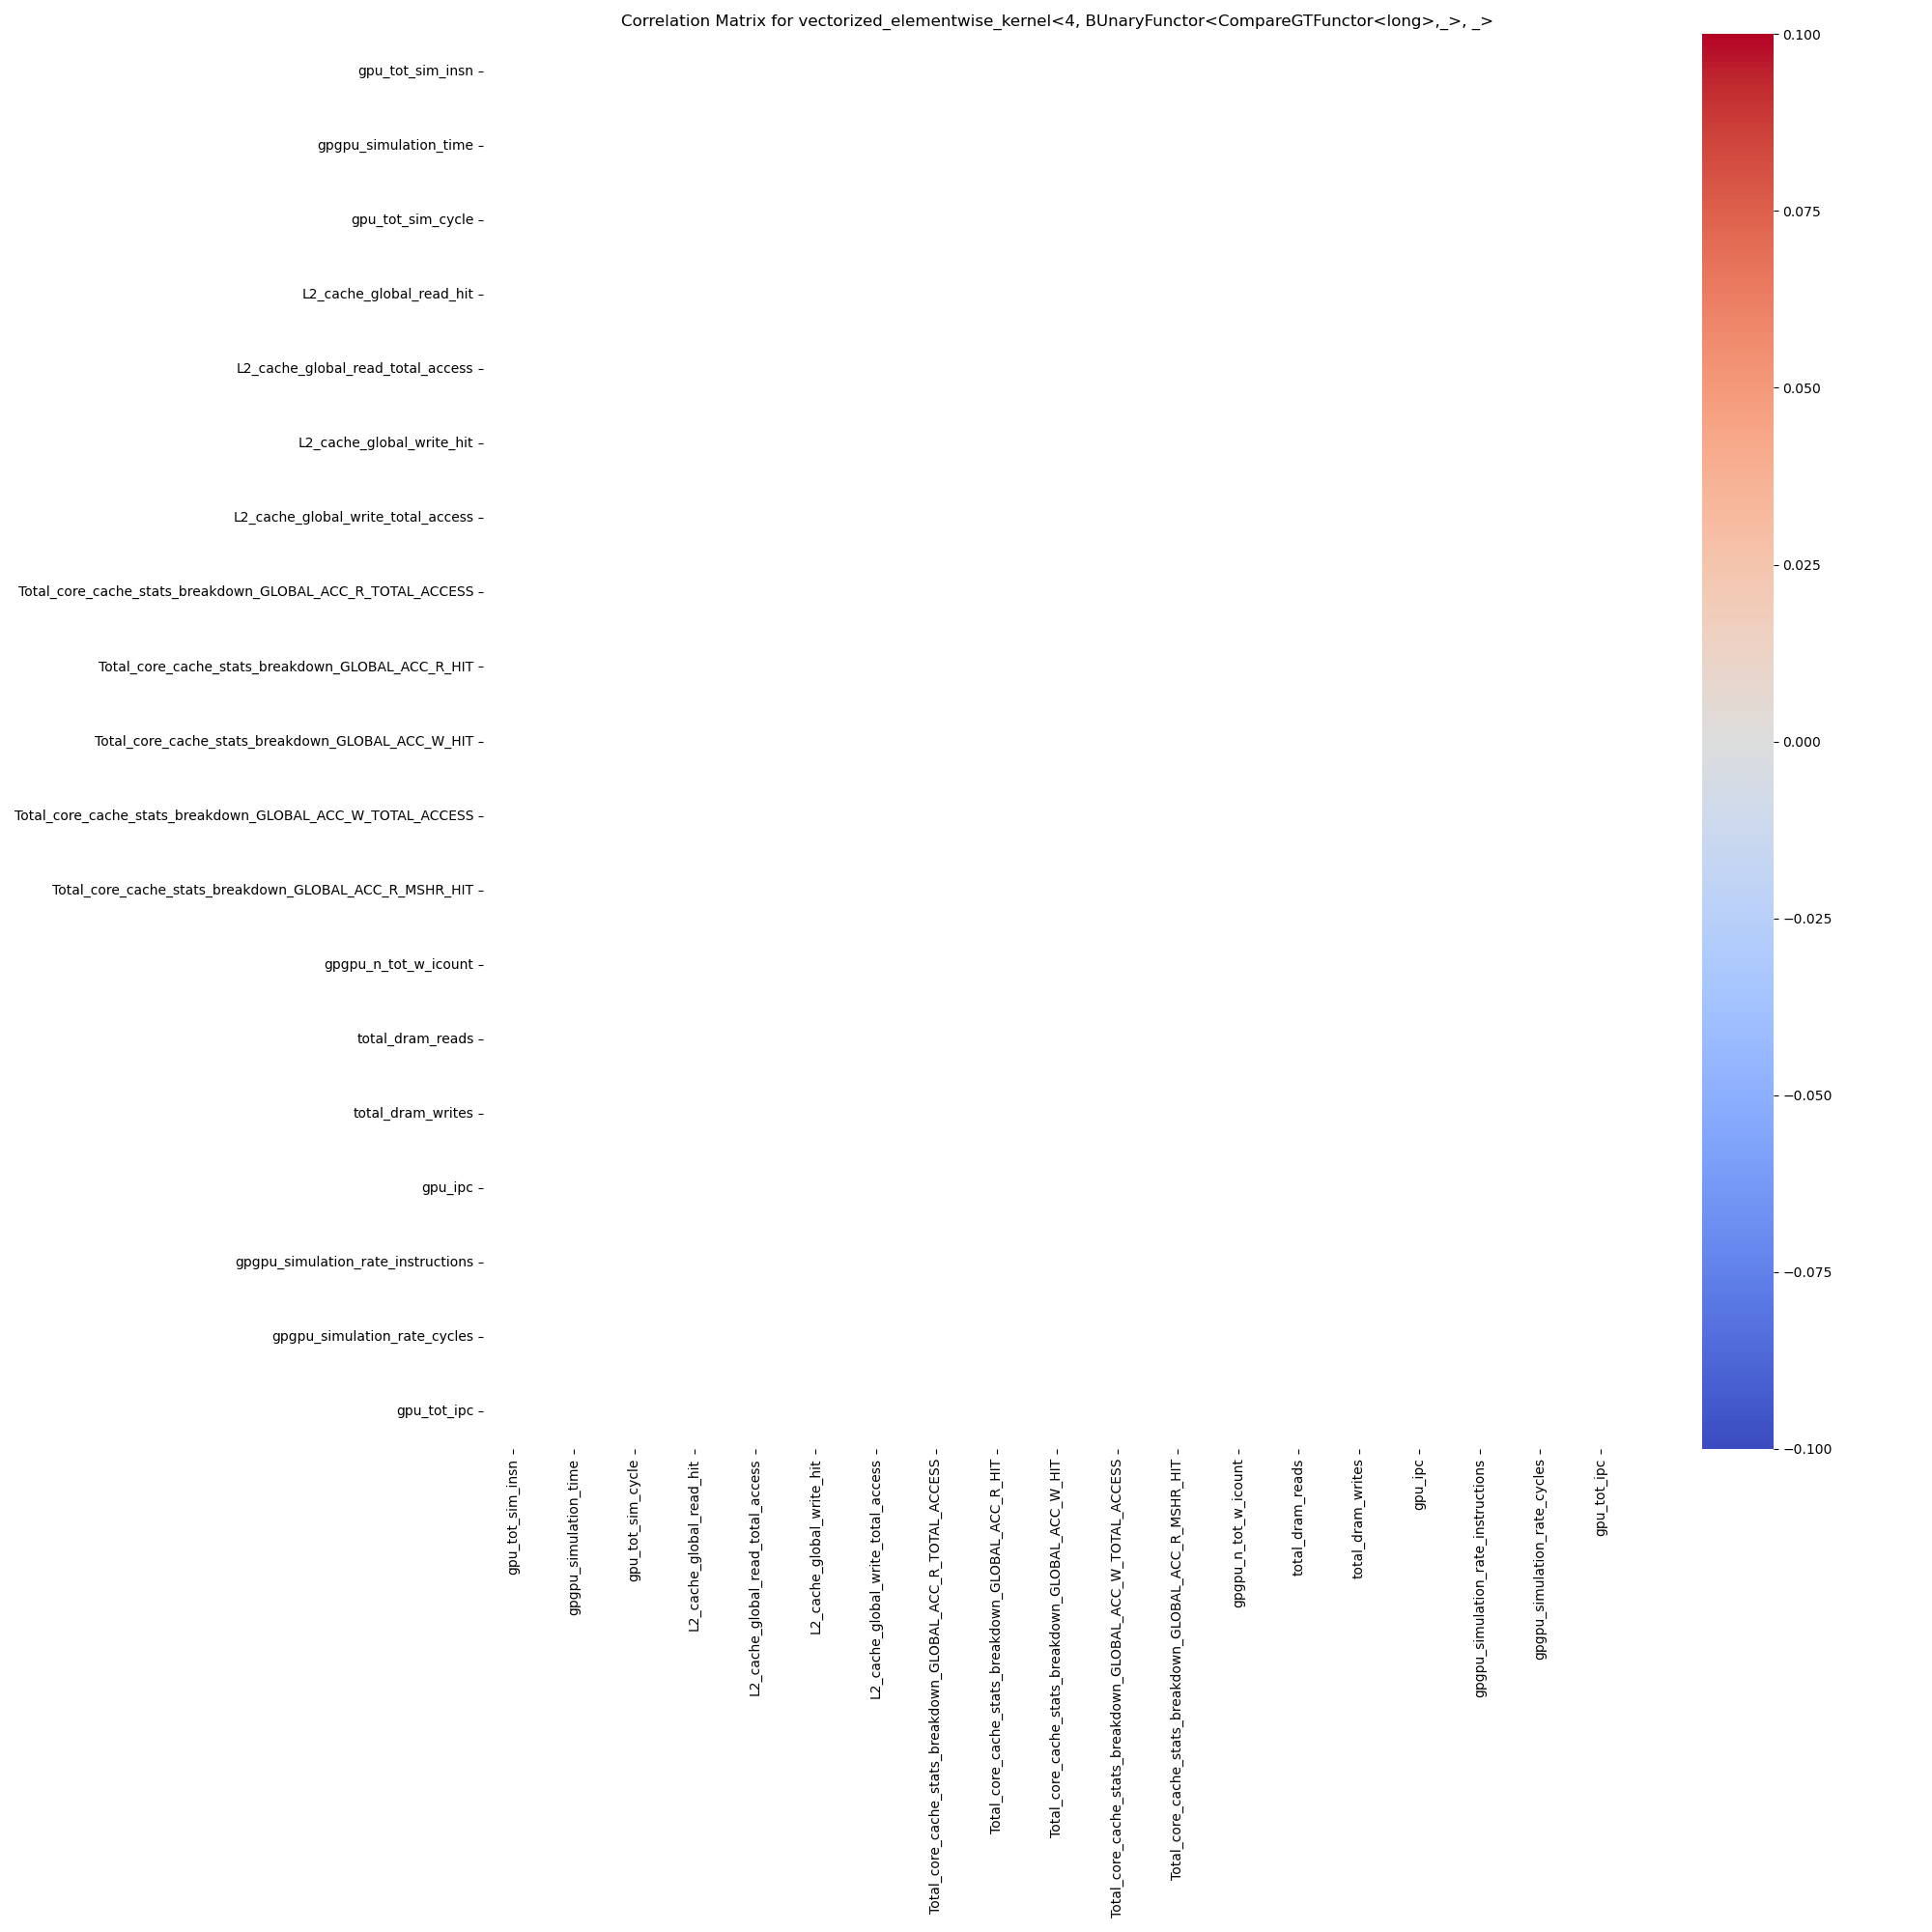 Correlation Matrix for vectorized_elementwise_kernel<4, BUnaryFunctor<CompareGTFunctor<long>,_>, _>
gpu_tot_sim_insn
gpgpu_simulation_time
gpu_tot_sim_cycle
L2_cache_global_read_hit
L2_cache_global_read_total_access
L2_cache_global_write_hit
L2_cache_global_write_total_access
Total_core_cache_stats_breakdown_GLOBAL_ACC_R_TOTAL_ACCESS
Total_core_cache_stats_breakdown_GLOBAL_ACC_R_HIT
Total_core_cache_stats_breakdown_GLOBAL_ACC_W_HIT
Total_core_cache_stats_breakdown_GLOBAL_ACC_W_TOTAL_ACCESS
Total_core_cache_stats_breakdown_GLOBAL_ACC_R_MSHR_HIT
gpgpu_n_tot_w_icount
total_dram_reads
total_dram_writes
gpu_ipc
gpgpu_simulation_rate_instructions
gpgpu_simulation_rate_cycles
gpu_tot_ipc
gpu_tot_sim_insn
gpgpu_simulation_time
gpu_tot_sim_cycle
L2_cache_global_read_hit
L2_cache_global_read_total_access
L2_cache_global_write_hit
L2_cache_global_write_total_access
Total_core_cache_stats_breakdown_GLOBAL_ACC_R_TOTAL_ACCESS
Total_core_cache_stats_breakdown_GLOBAL_ACC_R_HIT
Total_core_cache_stats_breakdown_GLOBAL_ACC_W_HIT
Total_core_cache_stats_breakdown_GLOBAL_ACC_W_TOTAL_ACCESS
Total_core_cache_stats_breakdown_GLOBAL_ACC_R_MSHR_HIT
gpgpu_n_tot_w_icount
total_dram_reads
total_dram_writes
gpu_ipc
gpgpu_simulation_rate_instructions
gpgpu_simulation_rate_cycles
gpu_tot_ipc
0.100
0.075
0.050
0.025
0.000
−0.025
−0.050
−0.075
−0.100